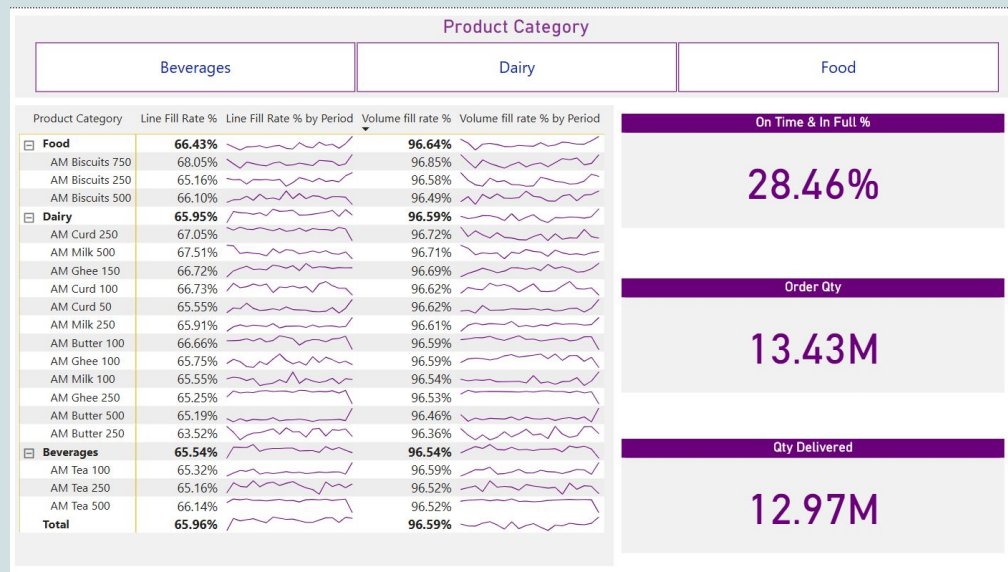 Product Category
Beverages Dairy Food
Product Category Line Fill Rate % Line Fill Rate % by Period Volume fill rate % Volume fill rate % by Period
Food 66.43% 96.64%
AM Biscuits 750 68.05% 96.85%
AM Biscuits 250 65.16% 96.58%
AM Biscuits 500 66.10% 96.49%
Dairy 65.95% 96.59%
AM Curd 250 67.05% 96.72%
AM Milk 500 67.51% 96.71%
AM Ghee 150 66.72% 96.69%
AM Curd 100 66.73% 96.62%
AM Curd 50 65.55% 96.62%
AM Milk 250 65.91% 96.61%
AM Butter 100 66.66% 96.59%
AM Ghee 100 65.75% 96.59%
AM Milk 100 65.55% 96.54%
AM Ghee 250 65.25% 96.53%
AM Butter 500 65.19% 96.46%
AM Butter 250 63.52% 96.36%
Beverages 65.54% 96.54%
AM Tea 100 65.32% 96.59%
AM Tea 250 65.16% 96.52%
AM Tea 500 66.14% 96.52%
Total 65.96% 96.59%
On Time & In Full %
28.46%
Order Qty
13.43M
Qty Delivered
12.97M